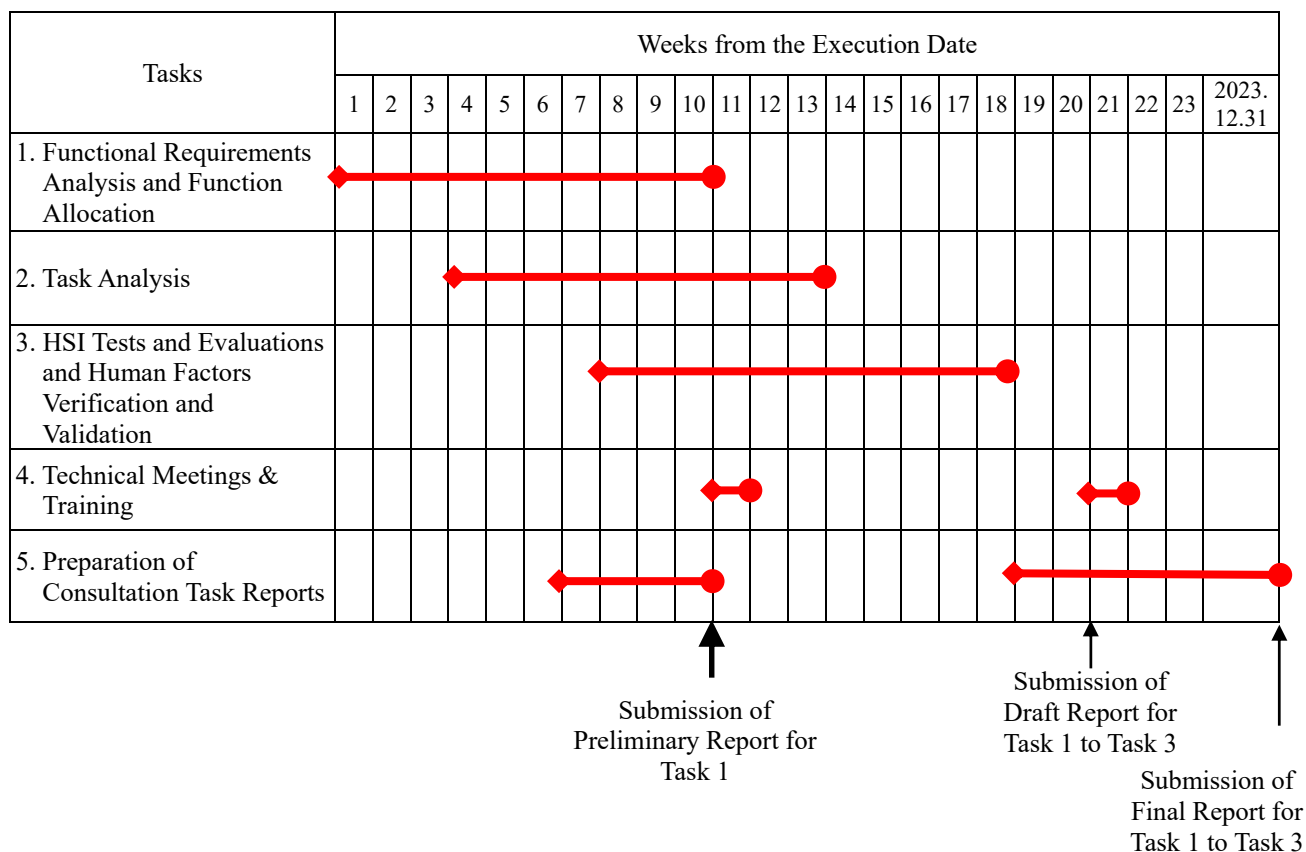 Tasks
Weeks from the Execution Date
1 2 3 4 5 6 7 8 9 10 11 12 13 14 15 16 17 18 19 20 21 22 23 2023.
12.31
1. Functional Requirements
Analysis and Function
Allocation
2. Task Analysis
3. HSI Tests and Evaluations
and Human Factors
Verification and
Validation
4. Technical Meetings &
Training
5. Preparation of
Consultation Task Reports
Submission of
Preliminary Report for
Task 1
Submission of
Draft Report for
Task 1 to Task 3
Submission of
Final Report for
Task 1 to Task 3